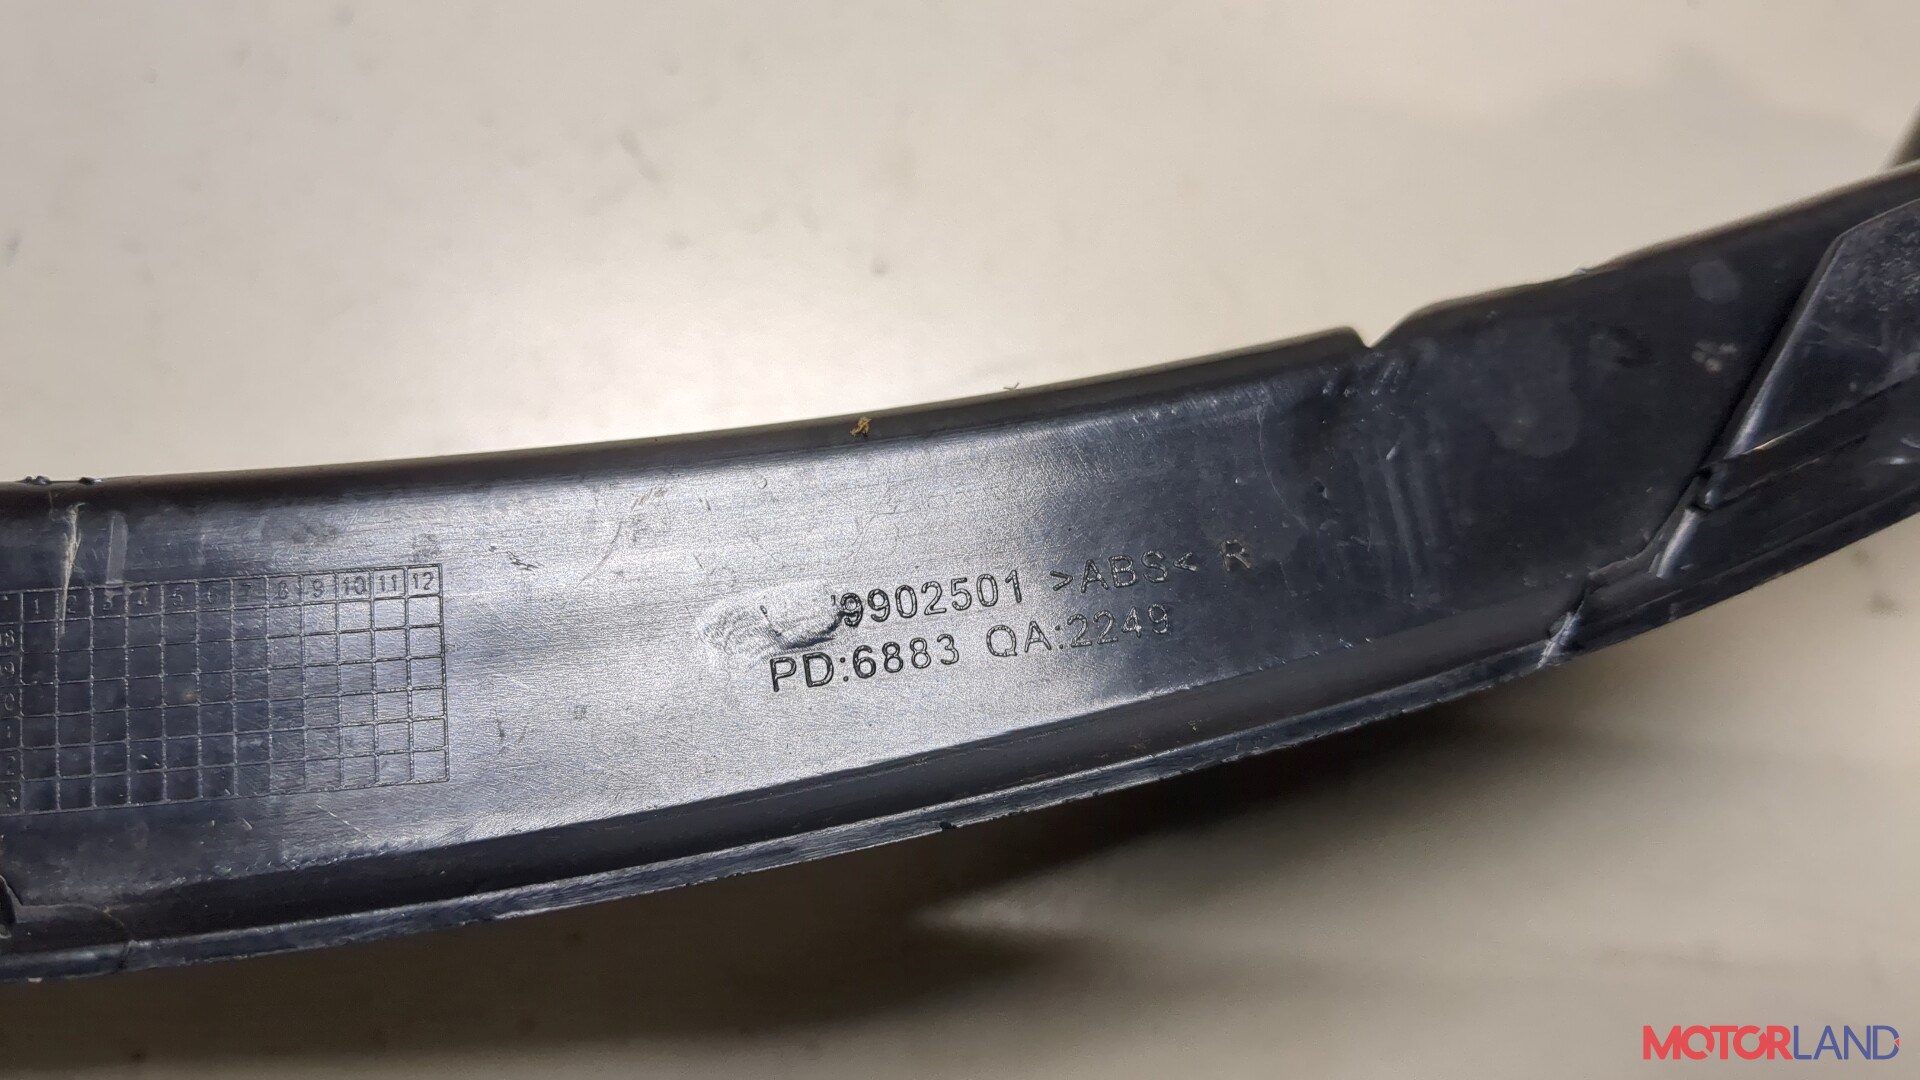 1 2 3 4 5 6 7 8 9 10 11 12
9902501 >ABS< R
PD:6883 QA:2249
MOTORLAND